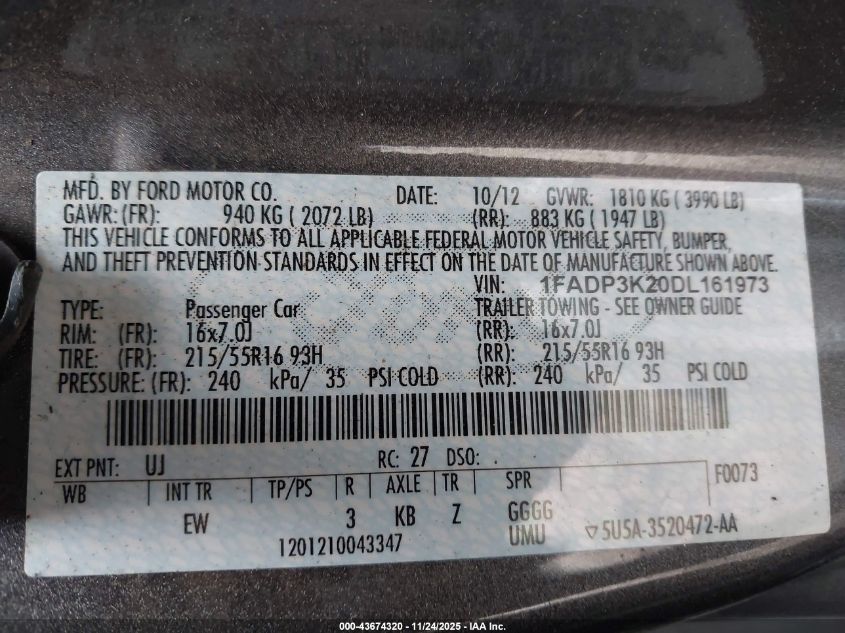 MFD. BY FORD MOTOR CO. DATE: 10/12 GVWR: 1810 KG ( 3990 LB)
GAWR: (FR): 940 KG ( 2072 LB) (RR): 883 KG ( 1947 LB)
THIS VEHICLE CONFORMS TO ALL APPLICABLE FEDERAL MOTOR VEHICLE SAFETY, BUMPER,
AND THEFT PREVENTION STANDARDS IN EFFECT ON THE DATE OF MANUFACTURE SHOWN ABOVE.
VIN: 1FADP3K20DL161973
TYPE: Passenger Car TRAILER TOWING - SEE OWNER GUIDE
RIM: (FR): 16x7.0J (RR): 16x7.0J
TIRE: (FR): 215/55R16 93H (RR): 215/55R16 93H
PRESSURE: (FR): 240 kPa/ 35 PSI COLD (RR): 240 kPa/ 35 PSI COLD
EXT PNT: UJ RC: 27 DSO: F0073
WB INT TR TP/PS R AXLE TR SPR
EW 3 KB Z GGGG
UMU ▽5U5A-3520472-AA
1201210043347
000-43674320 - 11/24/2025 - IAA Inc.